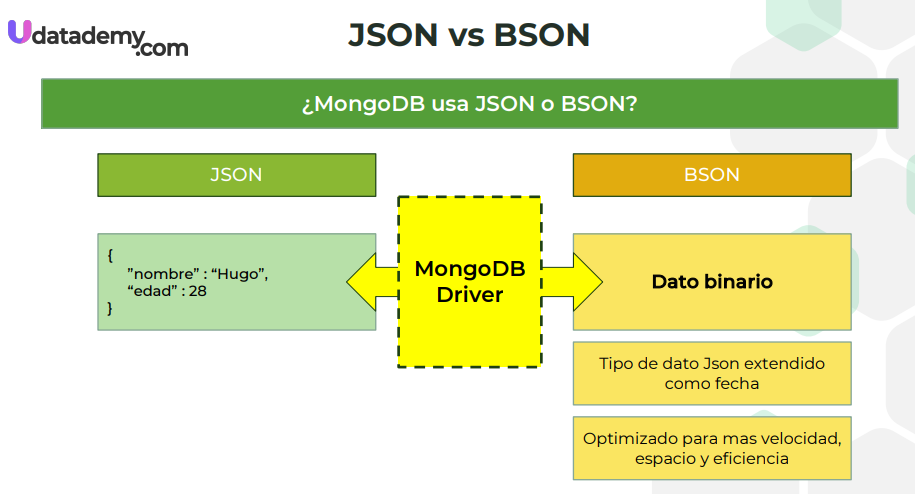 Udatademy
.com
JSON vs BSON
¿MongoDB usa JSON o BSON?
JSON
BSON
{
”nombre” : “Hugo”,
“edad” : 28
}
MongoDB
Driver
Dato binario
Tipo de dato Json extendido
como fecha
Optimizado para mas velocidad,
espacio y eficiencia